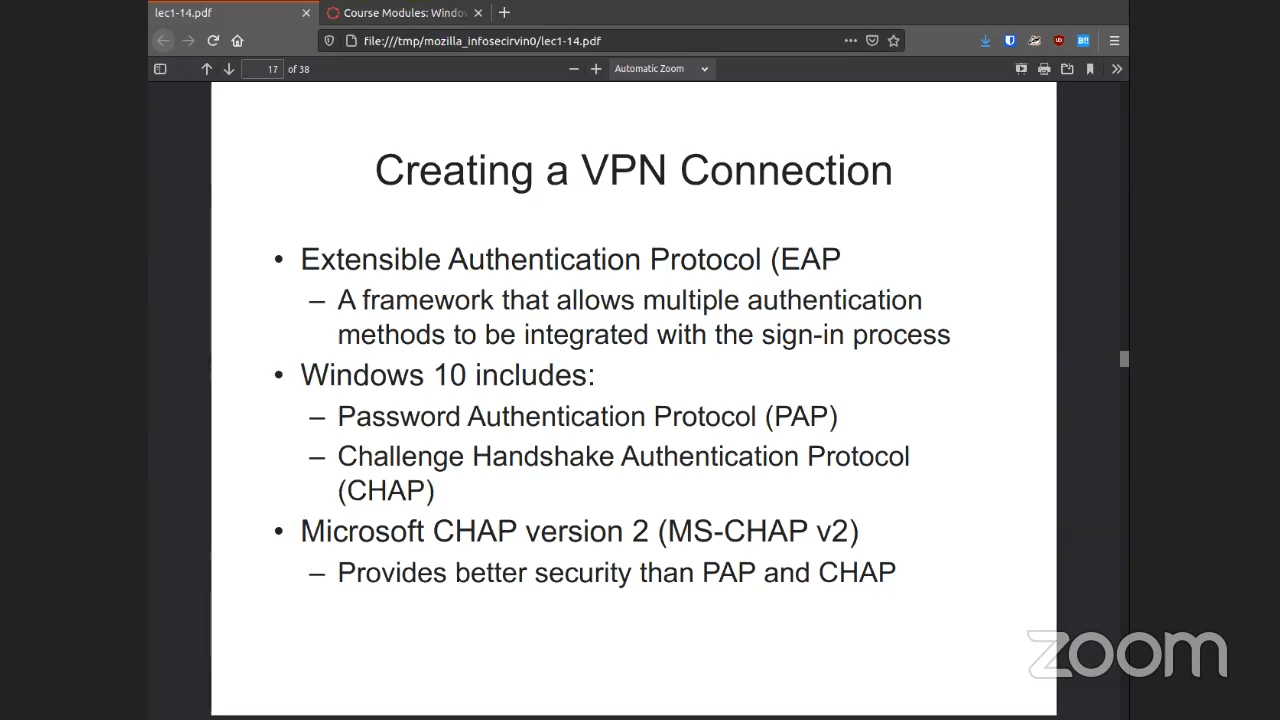 lec1-14.pdf
Course Modules: Windo
file:///tmp/mozilla_infosecirvin0/lec1-14.pdf
17 of 38
Automatic Zoom
Creating a VPN Connection
• Extensible Authentication Protocol (EAP
– A framework that allows multiple authentication
methods to be integrated with the sign-in process
• Windows 10 includes:
– Password Authentication Protocol (PAP)
– Challenge Handshake Authentication Protocol
(CHAP)
• Microsoft CHAP version 2 (MS-CHAP v2)
– Provides better security than PAP and CHAP
zoom